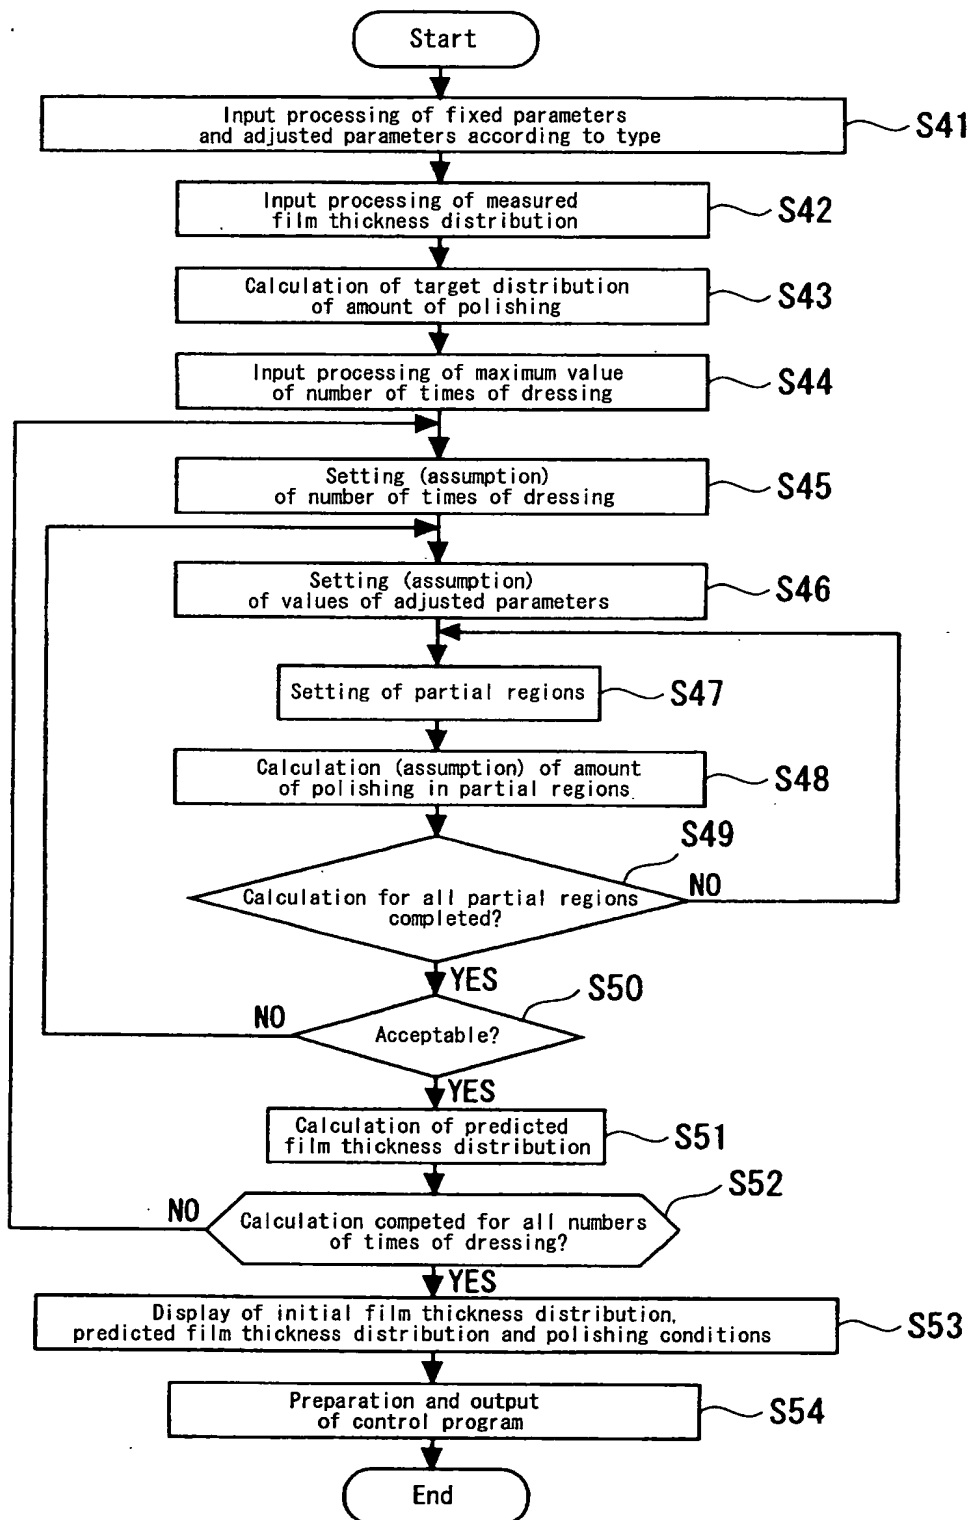 Start
Input processing of fixed parameters
and adjusted parameters according to type
S41
Input processing of measured
film thickness distribution
S42
Calculation of target distribution
of amount of polishing
S43
Input processing of maximum value
of number of times of dressing
S44
Setting (assumption)
of number of times of dressing
S45
Setting (assumption)
of values of adjusted parameters
S46
Setting of partial regions
S47
Calculation (assumption) of amount
of polishing in partial regions
S48
S49
Calculation for all partial regions
completed?
NO
YES
S50
NO
Acceptable?
YES
Calculation of predicted
film thickness distribution
S51
S52
NO
Calculation competed for all numbers
of times of dressing?
YES
Display of initial film thickness distribution,
predicted film thickness distribution and polishing conditions
S53
Preparation and output
of control program
S54
End